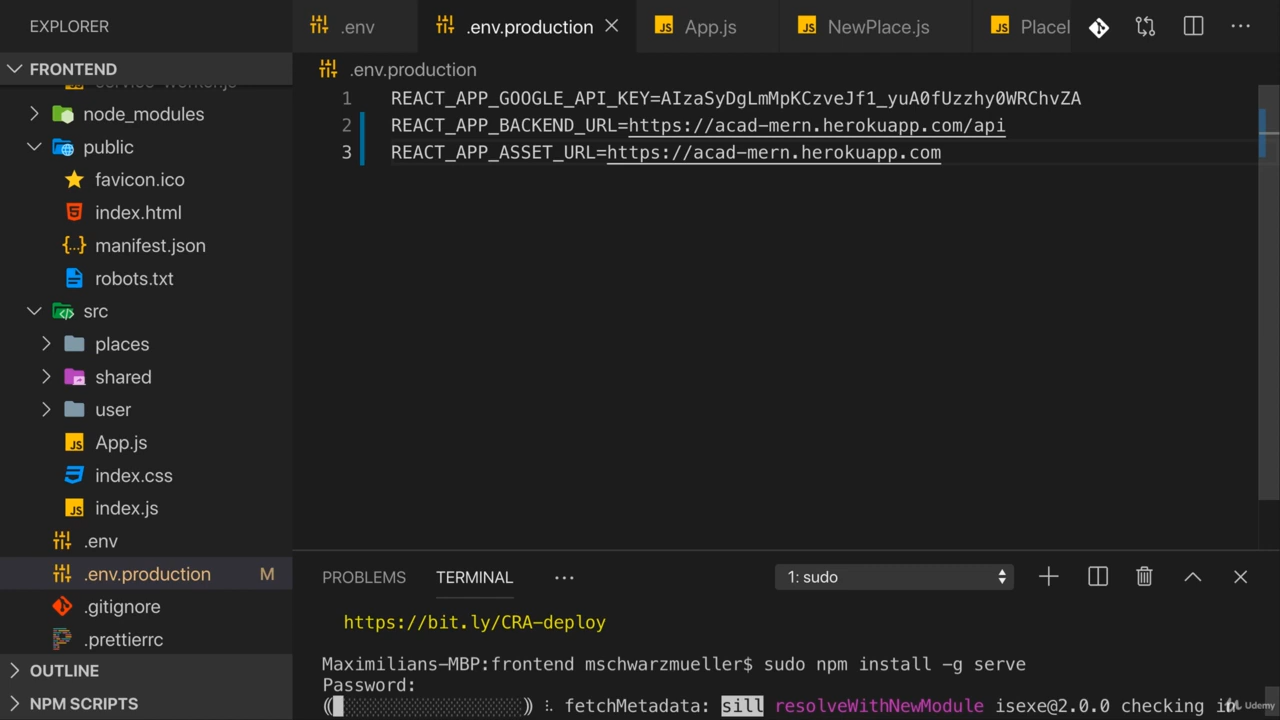 EXPLORER
.env
.env.production
App.js
NewPlace.js
Placel
FRONTEND
.env.production
service-worker.js
node_modules
public
favicon.ico
index.html
manifest.json
robots.txt
src
places
shared
user
App.js
index.css
index.js
.env
.env.production M
.gitignore
.prettierrc
OUTLINE
NPM SCRIPTS
1 REACT_APP_GOOGLE_API_KEY=AIzaSyDgLmMpKCzveJf1_yuA0fUzzhy0WRChvZA
2 REACT_APP_BACKEND_URL=https://acad-mern.herokuapp.com/api
3 REACT_APP_ASSET_URL=https://acad-mern.herokuapp.com
PROBLEMS TERMINAL ... 1: sudo
https://bit.ly/CRA-deploy
Maximilians-MBP:frontend mschwarzmueller$ sudo npm install -g serve
Password:
fetchMetadata: sill resolveWithNewModule isexe@2.0.0 checking in
Udemy